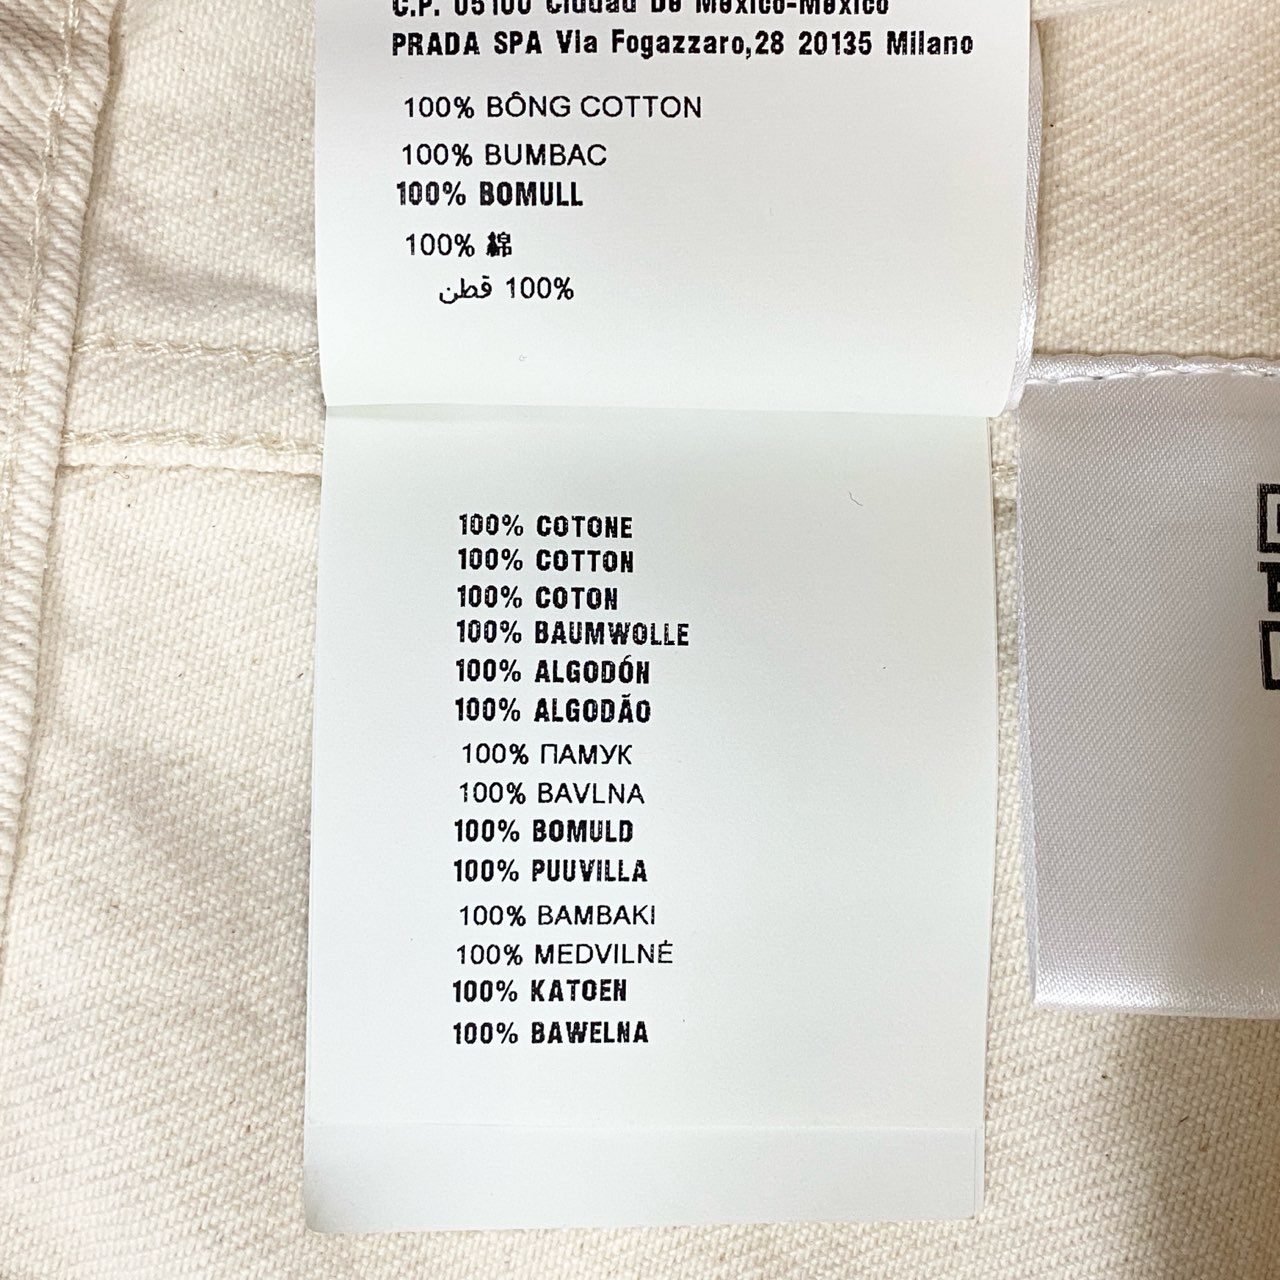 C.P. 05100 Ciudad De México-México
PRADA SPA Via Fogazzaro,28 20135 Milano
100% BÔNG COTTON
100% BUMBAC
100% BOMULL
100% 綿
100% قطن
100% COTONE
100% COTTON
100% COTON
100% BAUMWOLLE
100% ALGODÓN
100% ALGODÃO
100% ПАМУК
100% BAVLNA
100% BOMULD
100% PUUVILLA
100% BAMBAKI
100% MEDVILNĖ
100% KATOEN
100% BAWELNA